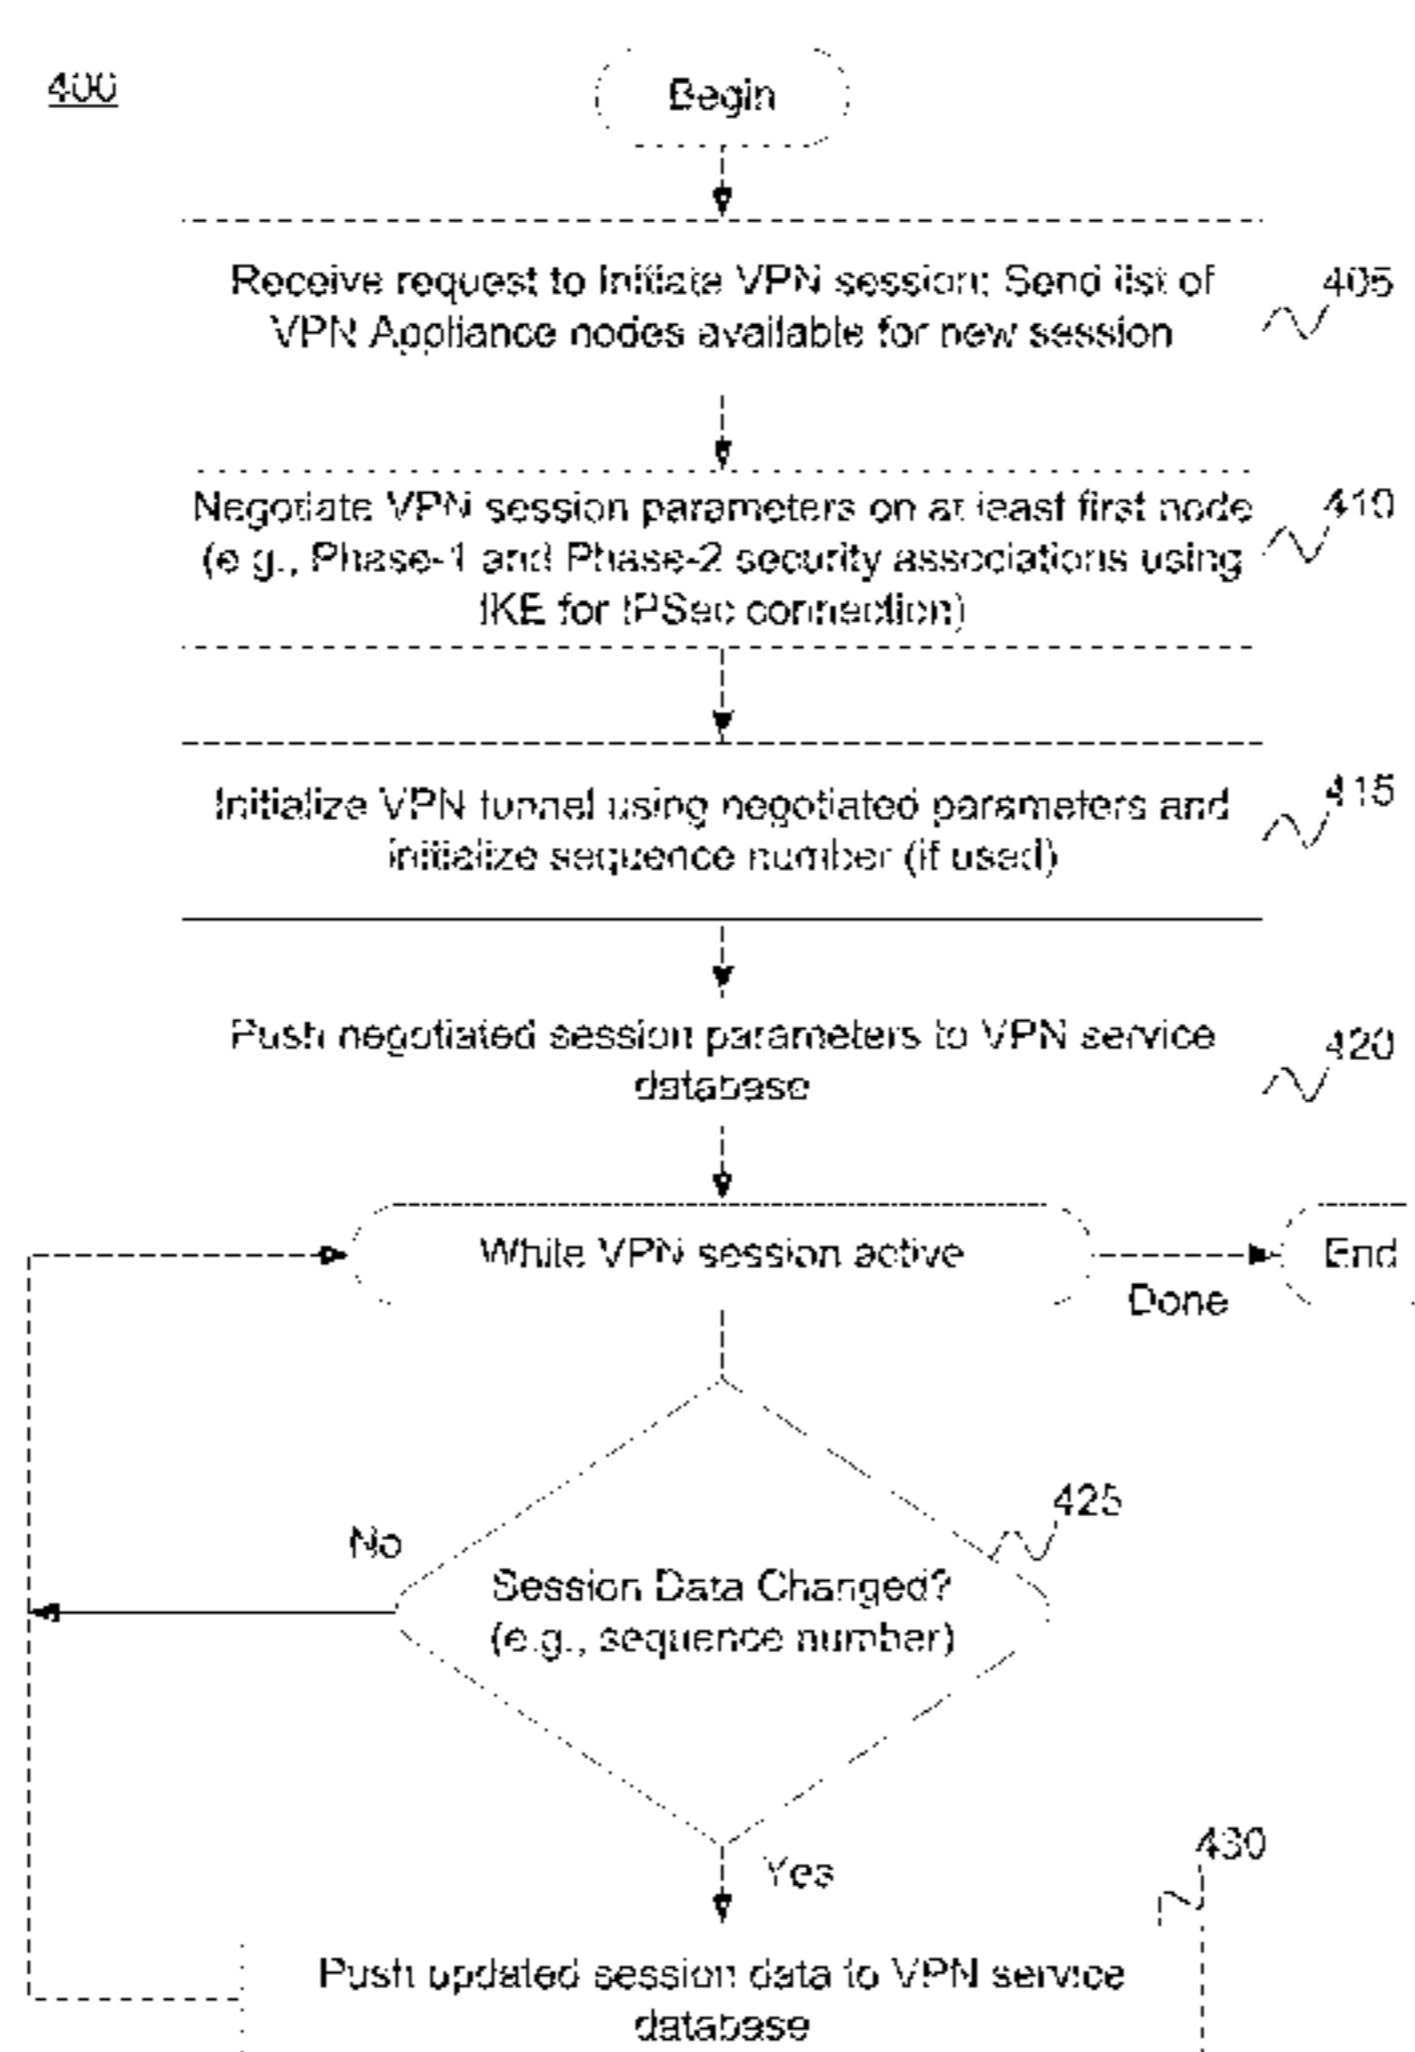 400
Begin
Receive request to Initiate VPN session; Send list of
VPN Appliance nodes available for new session
405
Negotiate VPN session parameters on at least first node
(e.g., Phase-1 and Phase-2 security associations using
IKE for IPSec connection)
410
Initialize VPN tunnel using negotiated parameters and
initialize sequence number (if used)
415
Push negotiated session parameters to VPN service
database
420
While VPN session active
End
Done
425
No
Session Data Changed?
(e.g., sequence number)
Yes
430
Push updated session data to VPN service
database